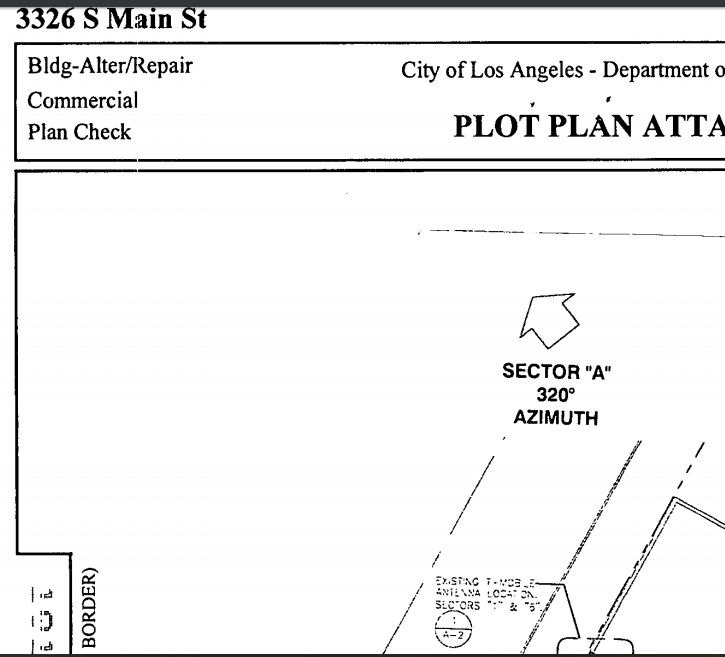 3326 S Main St
Bldg-Alter/Repair
City of Los Angeles - Department o
Commercial
Plan Check
PLOT PLAN ATTA
SECTOR "A"
320°
AZIMUTH
EXISTING T-MOBILE
ANTENNA LOCATION.
SECTORS
1
A-2
BORDER)